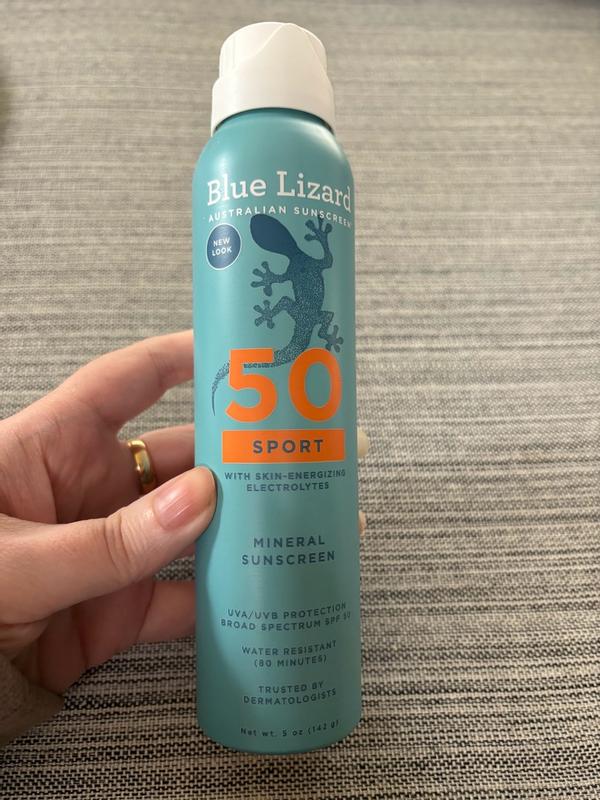 Blue Lizard
AUSTRALIAN SUNSCREEN
NEW
LOOK
50
SPORT
WITH SKIN-ENERGIZING
ELECTROLYTES
MINERAL
SUNSCREEN
UVA/UVB PROTECTION
BROAD SPECTRUM SPF 50
WATER RESISTANT
(80 MINUTES)
TRUSTED BY
DERMATOLOGISTS
Net wt. 5 oz (142 g)